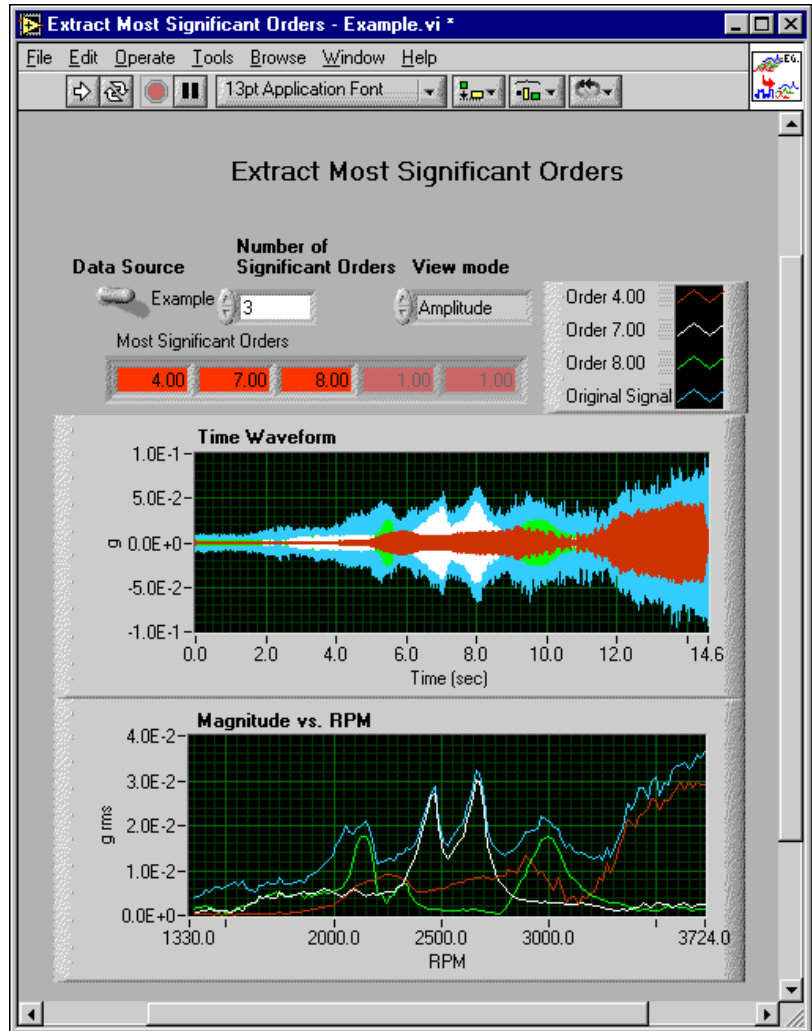 Extract Most Significant Orders - Example.vi *
File Edit Operate Tools Browse Window Help
EG.
13pt Application Font
Extract Most Significant Orders
Data Source
Number of
Significant Orders
View mode
Example
3
Amplitude
Order 4.00
Order 7.00
Order 8.00
Original Signal
Most Significant Orders
4.00 7.00 8.00 1.00 1.00
Time Waveform
1.0E-1
5.0E-2
0.0E+0
-5.0E-2
-1.0E-1
g
0.0 2.0 4.0 6.0 8.0 10.0 12.0 14.6
Time (sec)
Magnitude vs. RPM
4.0E-2
3.0E-2
2.0E-2
1.0E-2
0.0E+0
g rms
1330.0 2000.0 2500.0 3000.0 3724.0
RPM